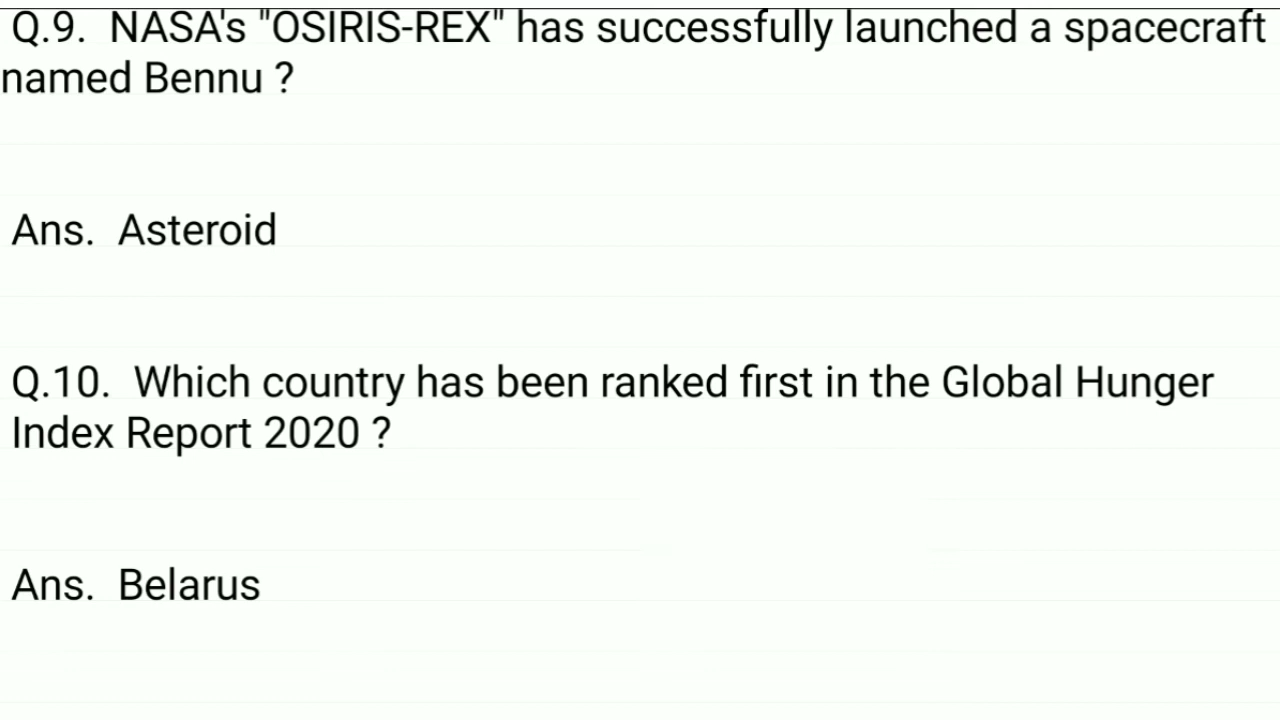 Q.9. NASA's "OSIRIS-REX" has successfully launched a spacecraft
named Bennu ?
Ans. Asteroid
Q.10. Which country has been ranked first in the Global Hunger
Index Report 2020 ?
Ans. Belarus